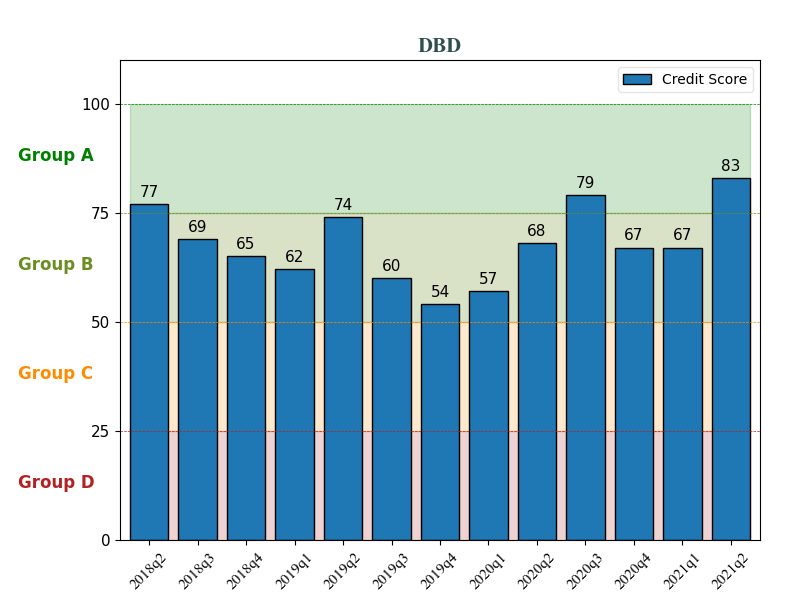 DBD
Credit Score
100
Group A
77
69
65
62
74
60
54
57
68
79
67
67
83
75
Group B
50
Group C
25
Group D
0
2018q2
2018q3
2018q4
2019q1
2019q2
2019q3
2019q4
2020q1
2020q2
2020q3
2020q4
2021q1
2021q2